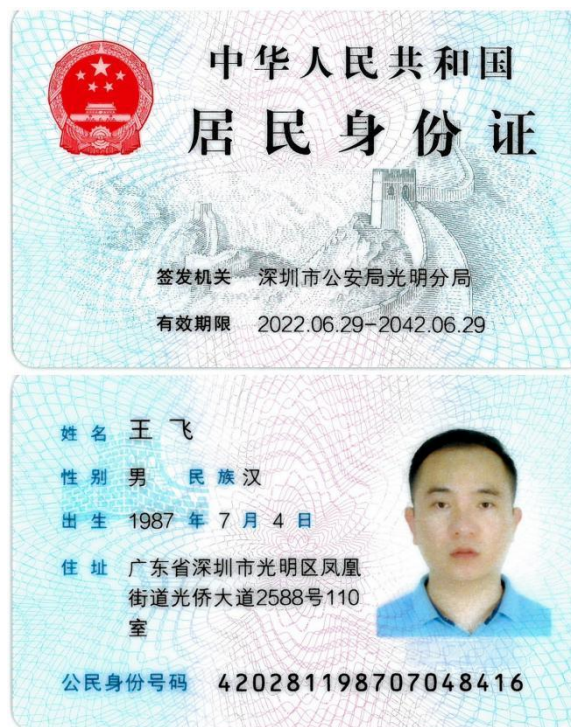 中华人民共和国
居民身份证
签发机关 深圳市公安局光明分局
有效期限 2022.06.29-2042.06.29
姓名 王飞
性别 男 民族 汉
出生 1987 年 7 月 4 日
住址 广东省深圳市光明区凤凰
街道光侨大道2588号110
室
公民身份号码 420281198707048416